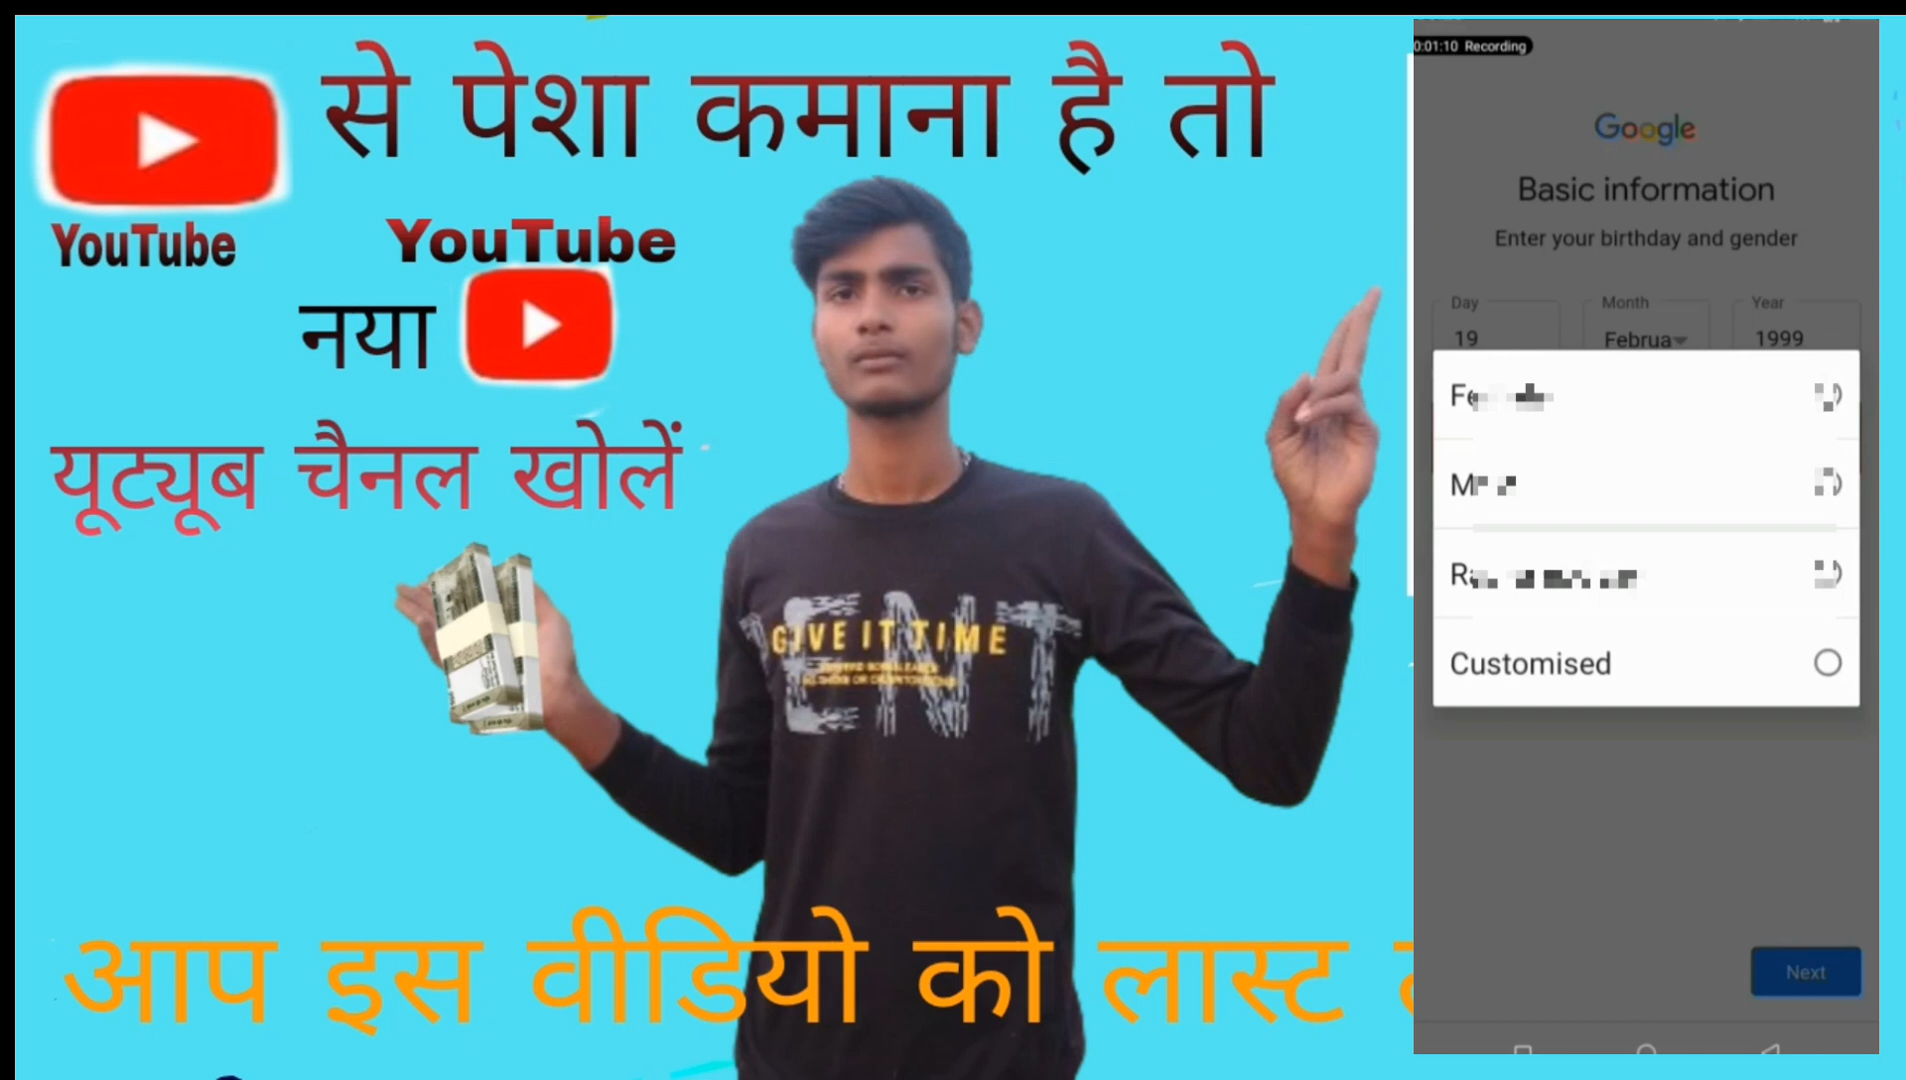 से पेशा कमाना है तो
YouTube
YouTube
नया
यूट्यूब चैनल खोलें
GIVE IT TIME
ENT
आप इस वीडियो को लास्ट
0:01:10 Recording
Google
Basic information
Enter your birthday and gender
Day
Month
Year
19
Februa
1999
Customised
Next